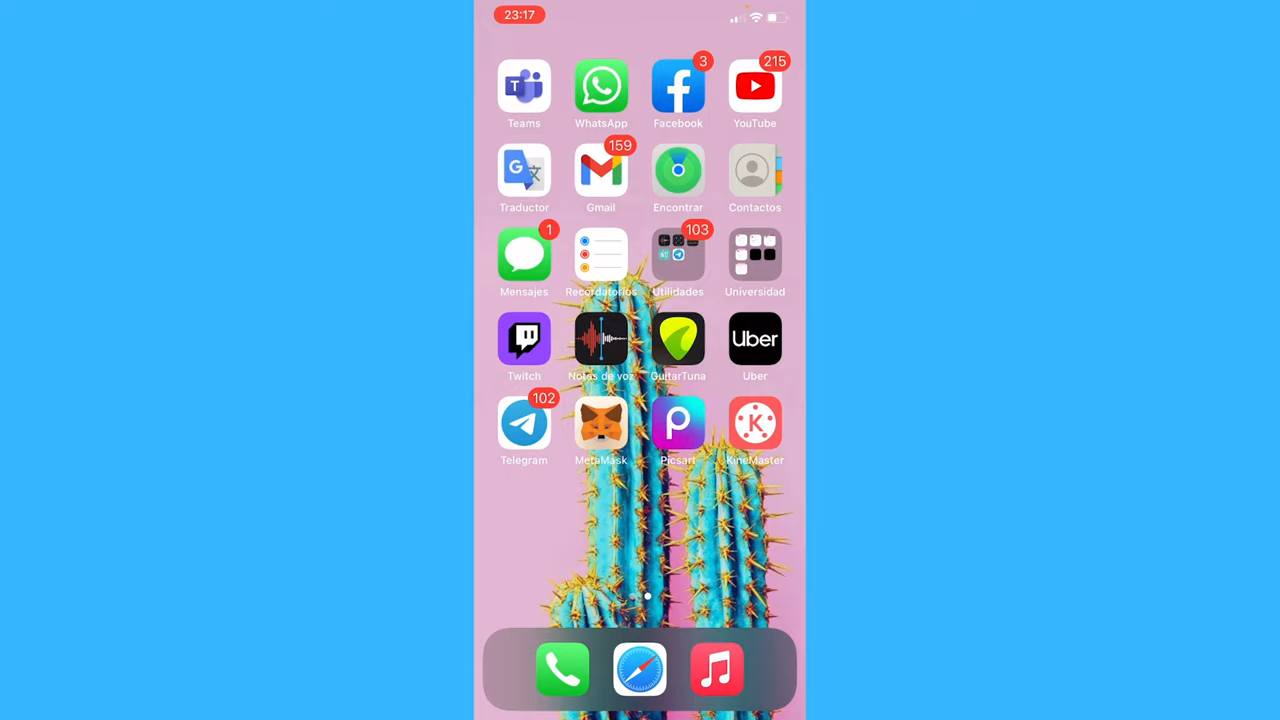 23:17
3
215
Teams
WhatsApp
Facebook
YouTube
159
Traductor
Gmail
Encontrar
Contactos
1
103
Mensajes
Recordatorios
Utilidades
Universidad
Uber
Twitch
Notas de voz
GuitarTuna
Uber
102
Telegram
MetaMask
Picsart
KineMaster